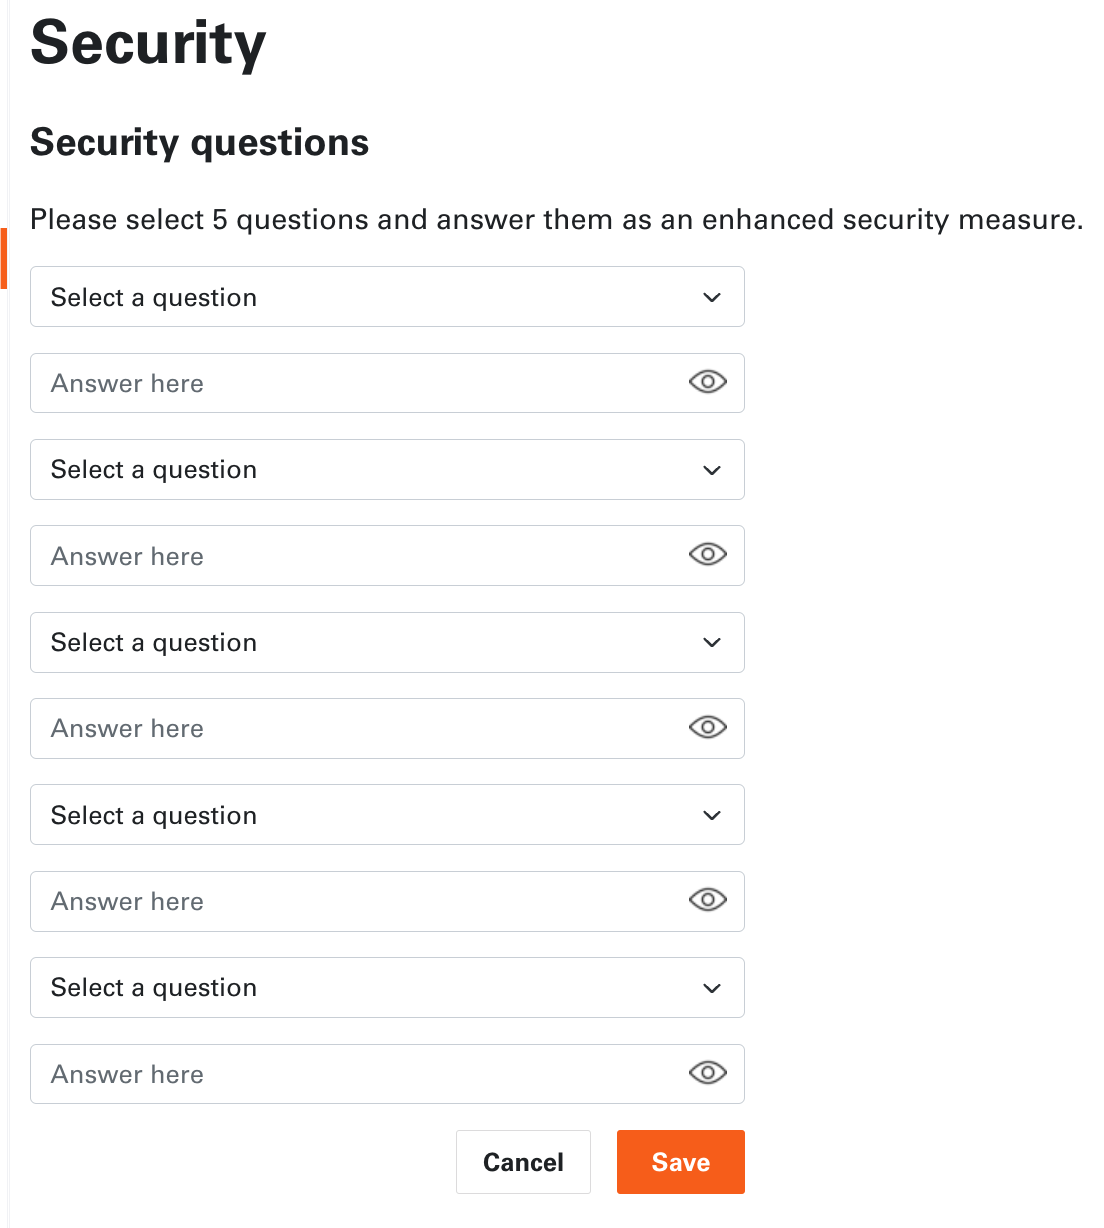 Security
Security questions
Please select 5 questions and answer them as an enhanced security measure.
Select a question
Answer here
Select a question
Answer here
Select a question
Answer here
Select a question
Answer here
Select a question
Answer here
Cancel Save